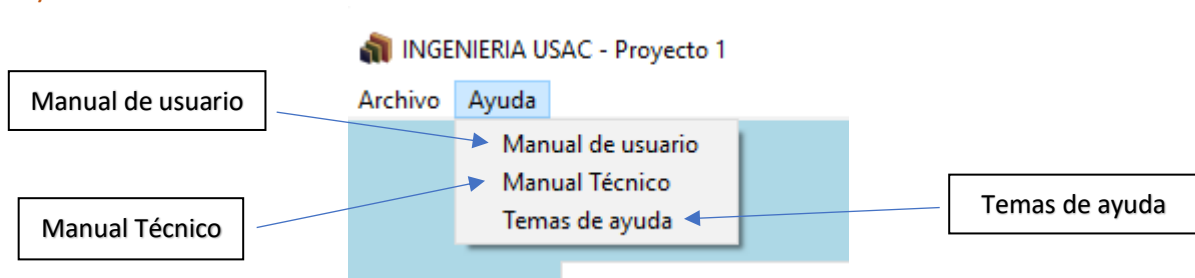 INGENIERIA USAC - Proyecto 1
Archivo Ayuda
Manual de usuario
Manual de usuario
Manual Técnico
Temas de ayuda
Manual Técnico
Temas de ayuda